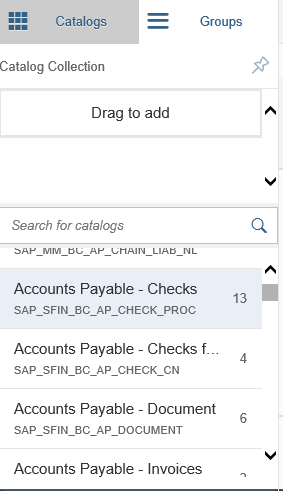 Catalogs
Groups
Catalog Collection
Drag to add
Search for catalogs
SAP_MM_BC_AP_CHAIN_LIAB_NL
Accounts Payable - Checks
13
SAP_SFIN_BC_AP_CHECK_PROC
Accounts Payable - Checks f...
4
SAP_SFIN_BC_AP_CHECK_CN
Accounts Payable - Document
6
SAP_SFIN_BC_AP_DOCUMENT
Accounts Payable - Invoices